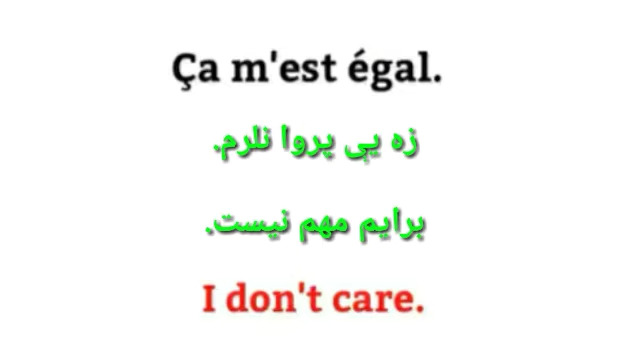 Ça m'est égal.
زه یې پروا نلرم.
برایم مهم نیست.
I don't care.